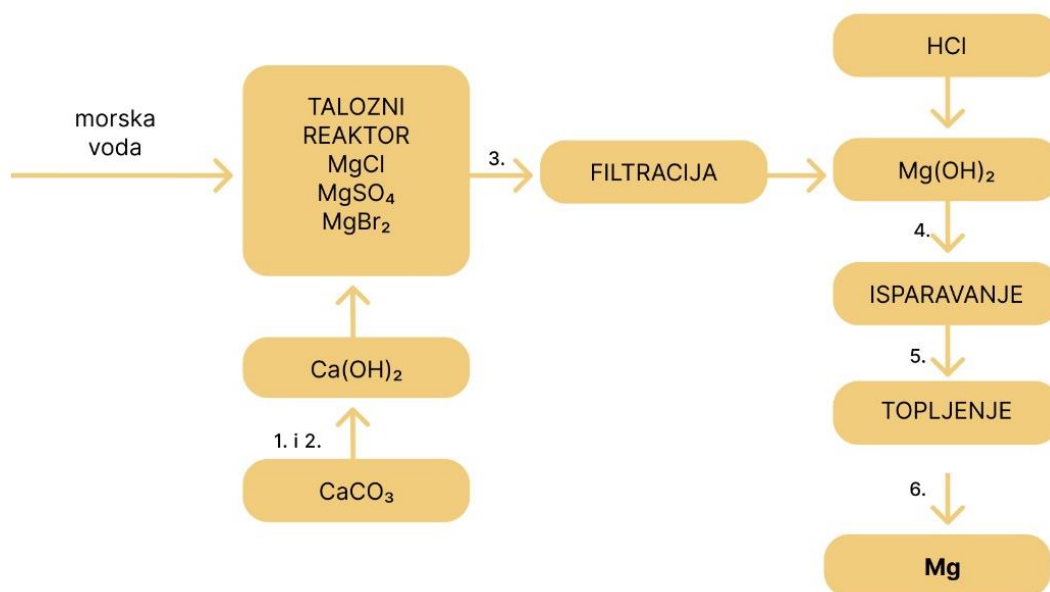 morska
voda
TALOZNI
REAKTOR
MgCl
MgSO₄
MgBr₂
Ca(OH)₂
1. i 2.
CaCO₃
3.
FILTRACIJA
HCl
Mg(OH)₂
4.
ISPARAVANJE
5.
TOPLJENJE
6.
Mg